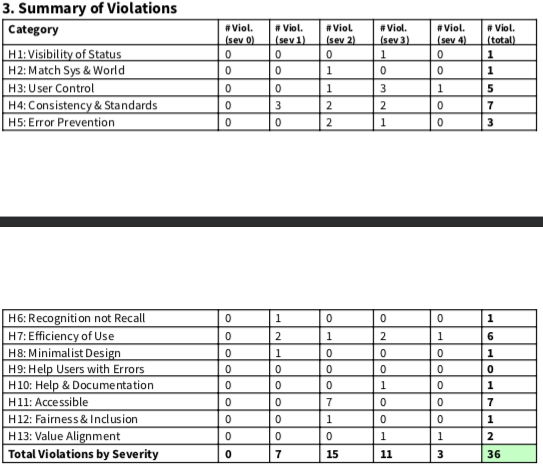 3. Summary of Violations
Category # Viol. (sev 0) # Viol. (sev 1) # Viol. (sev 2) # Viol. (sev 3) # Viol. (sev 4) # Viol. (total)
H1: Visibility of Status 0 0 0 1 0 1
H2: Match Sys & World 0 0 1 0 0 1
H3: User Control 0 0 1 3 1 5
H4: Consistency & Standards 0 3 2 2 0 7
H5: Error Prevention 0 0 2 1 0 3
H6: Recognition not Recall 0 1 0 0 0 1
H7: Efficiency of Use 0 2 1 2 1 6
H8: Minimalist Design 0 1 0 0 0 1
H9: Help Users with Errors 0 0 0 0 0 0
H10: Help & Documentation 0 0 0 1 0 1
H11: Accessible 0 0 7 0 0 7
H12: Fairness & Inclusion 0 0 1 0 0 1
H13: Value Alignment 0 0 0 1 1 2
Total Violations by Severity 0 7 15 11 3 36